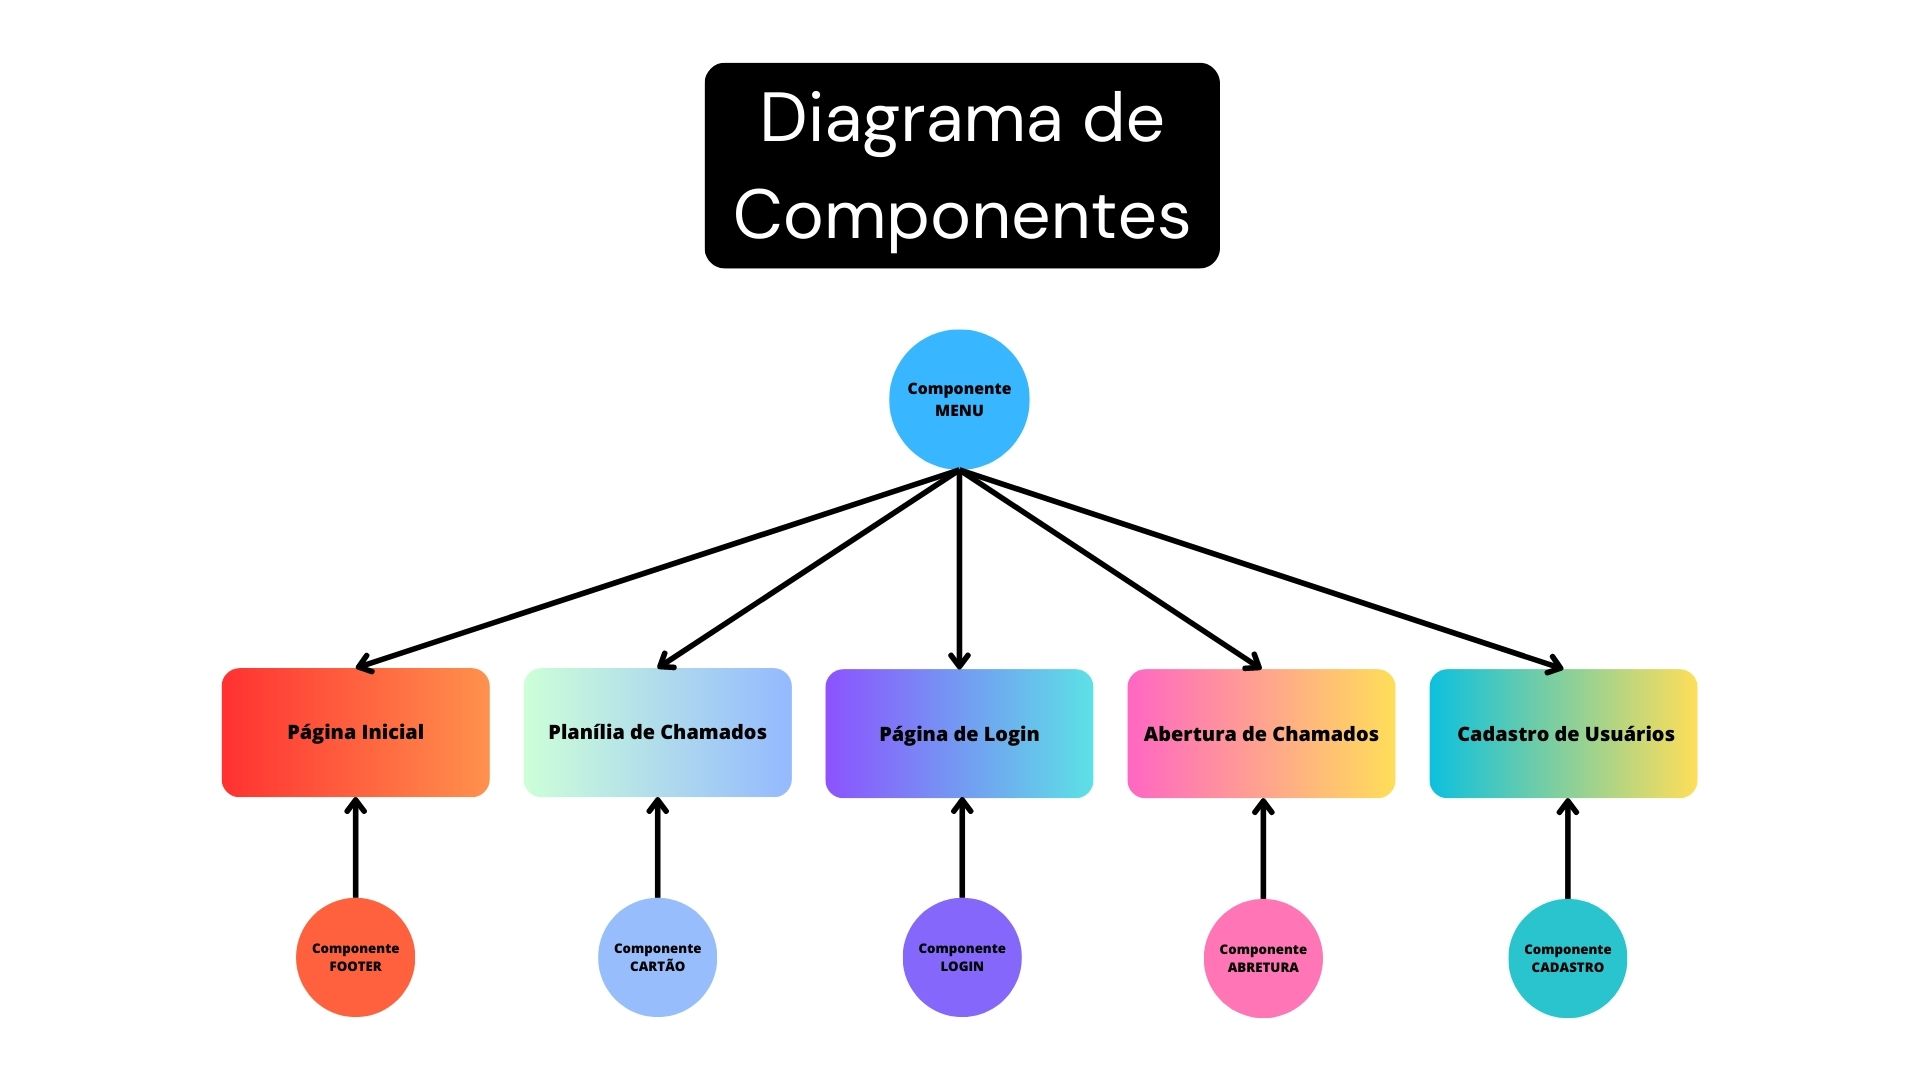 Diagrama de
Componentes
Componente
MENU
Página Inicial
Planília de Chamados
Página de Login
Abertura de Chamados
Cadastro de Usuários
Componente
FOOTER
Componente
CARTÃO
Componente
LOGIN
Componente
ABRETURA
Componente
CADASTRO